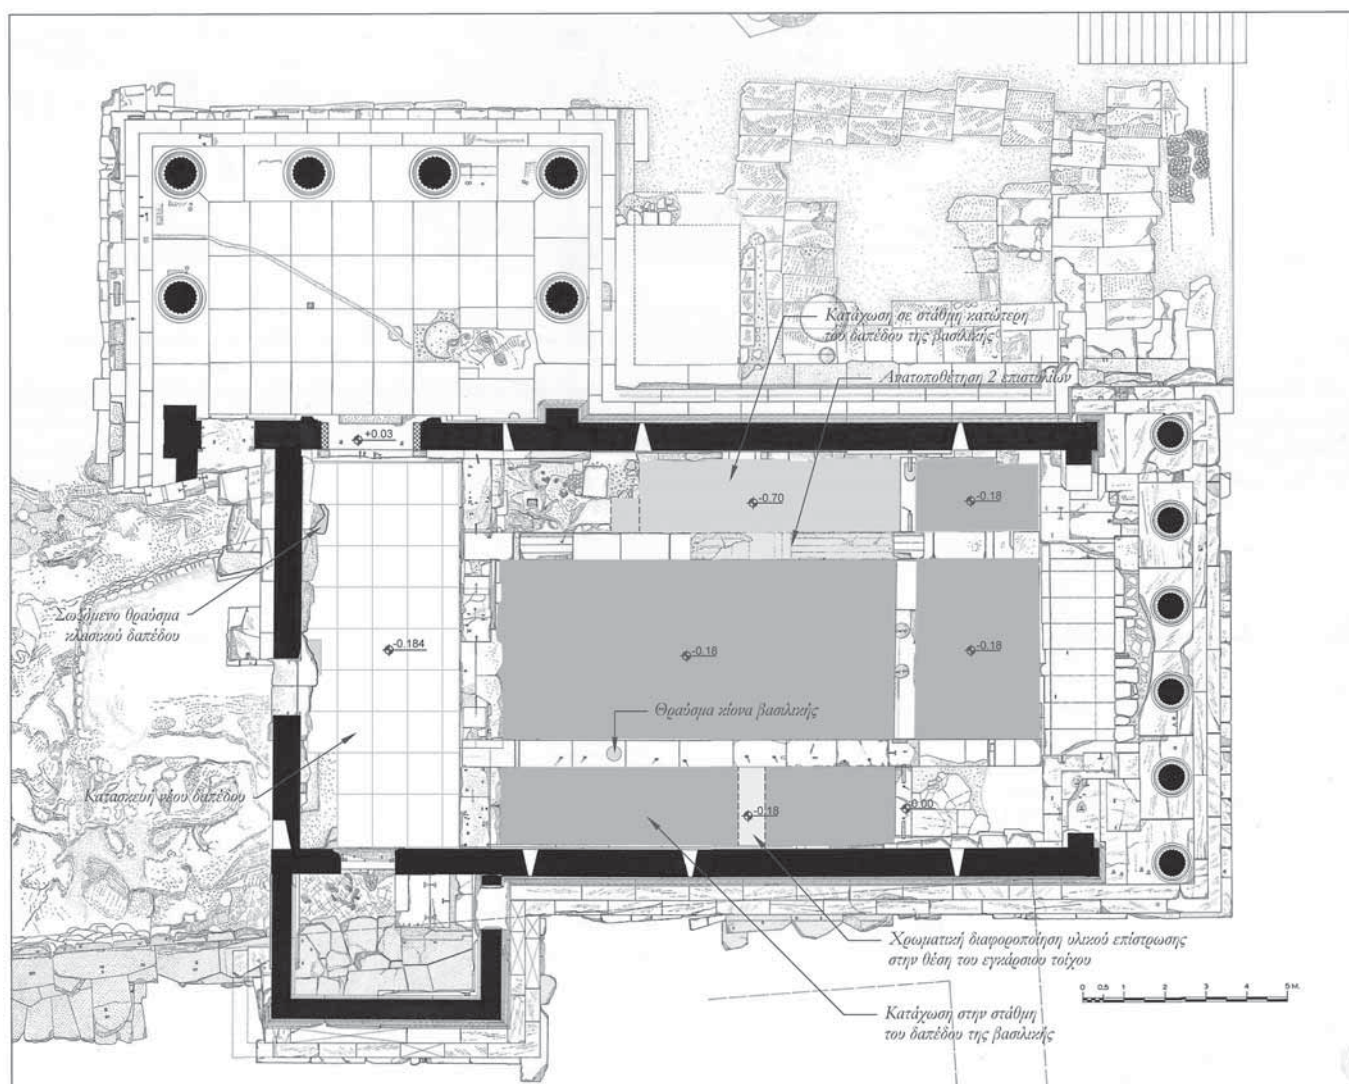 Κατάχωση σε στάθμη κατώτερη
του δαπέδου της βασιλικής
Ανατοποθέτηση 2 επιστυλίων
+0.03
-0.70
-0.18
Σωζόμενο θραύσμα
κλασικού δαπέδου
-0.184
-0.18
-0.18
Θραύσμα κίονα βασιλικής
Κατασκευή νέου δαπέδου
-0.18
0.00
Χρωματική διαφοροποίηση υλικού επίστρωσης
στην θέση του εγκάρσιου τοίχου
0 0.5 1 2 3 4 5 Μ.
Κατάχωση στην στάθμη
του δαπέδου της βασιλικής